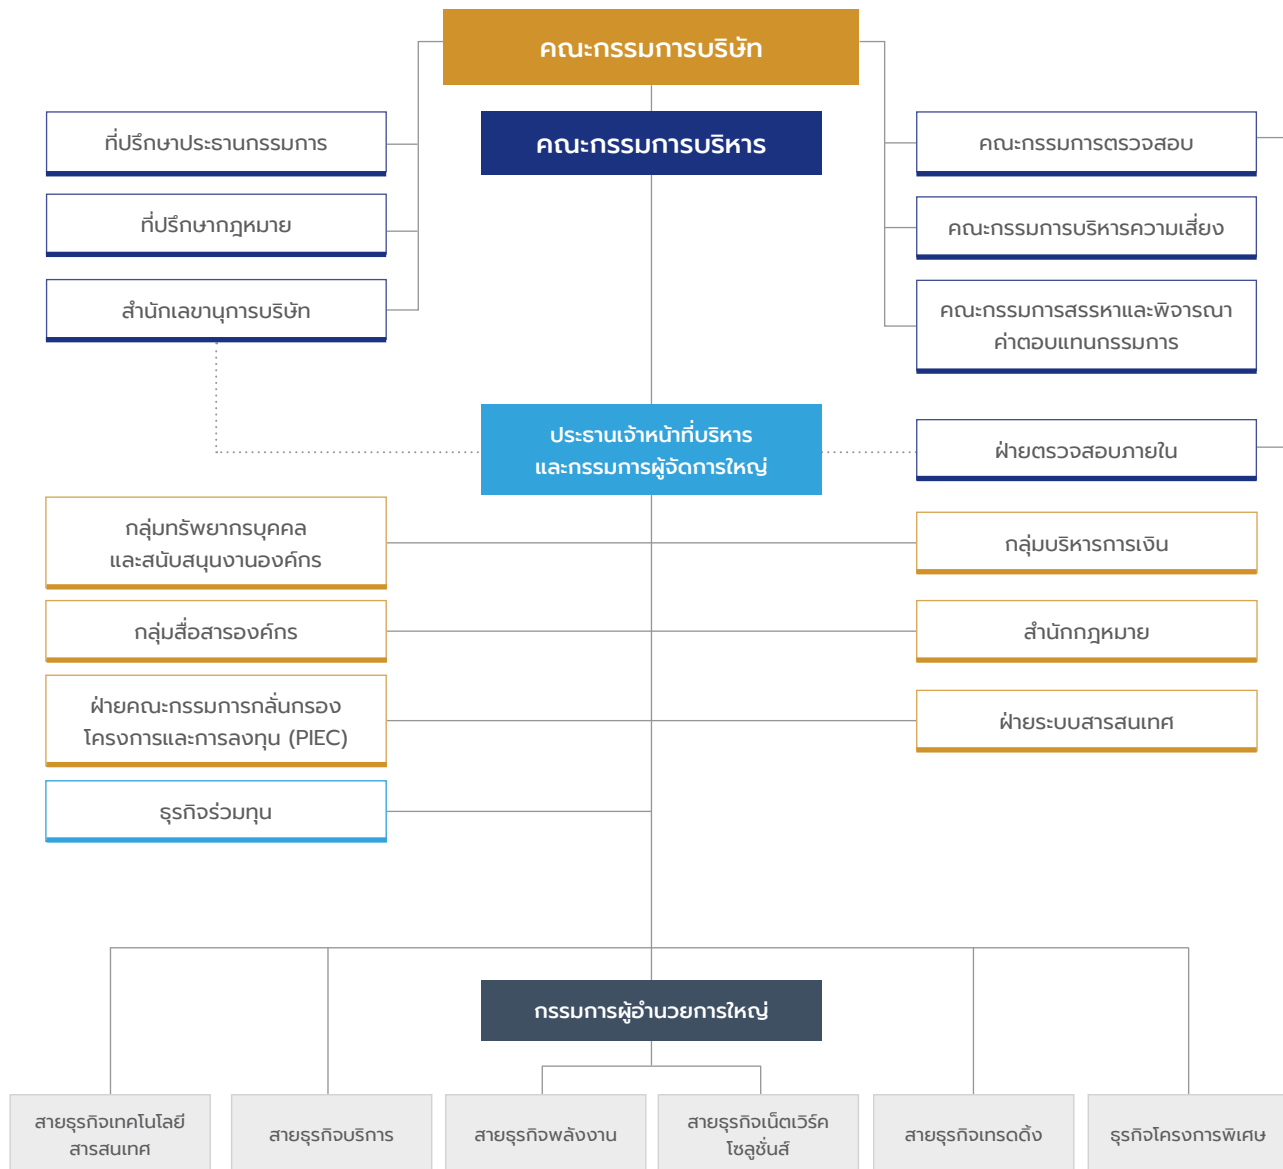 คณะกรรมการบริษัท
คณะกรรมการบริหาร
ที่ปรึกษาประธานกรรมการ
ที่ปรึกษากฎหมาย
สำนักเลขานุการบริษัท
คณะกรรมการตรวจสอบ
คณะกรรมการบริหารความเสี่ยง
คณะกรรมการสรรหาและพิจารณา
ค่าตอบแทนกรรมการ
ประธานเจ้าหน้าที่บริหาร
และกรรมการผู้จัดการใหญ่
ฝ่ายตรวจสอบภายใน
กลุ่มทรัพยากรบุคคล
และสนับสนุนงานองค์กร
กลุ่มบริหารการเงิน
กลุ่มสื่อสารองค์กร
สำนักกฎหมาย
ฝ่ายคณะกรรมการกลั่นกรอง
โครงการและการลงทุน (PIEC)
ฝ่ายระบบสารสนเทศ
ธุรกิจร่วมทุน
กรรมการผู้อำนวยการใหญ่
สายธุรกิจเทคโนโลยี
สารสนเทศ
สายธุรกิจบริการ
สายธุรกิจพลังงาน
สายธุรกิจเน็ตเวิร์ค
โซลูชั่นส์
สายธุรกิจเทรดดิ้ง
ธุรกิจโครงการพิเศษ